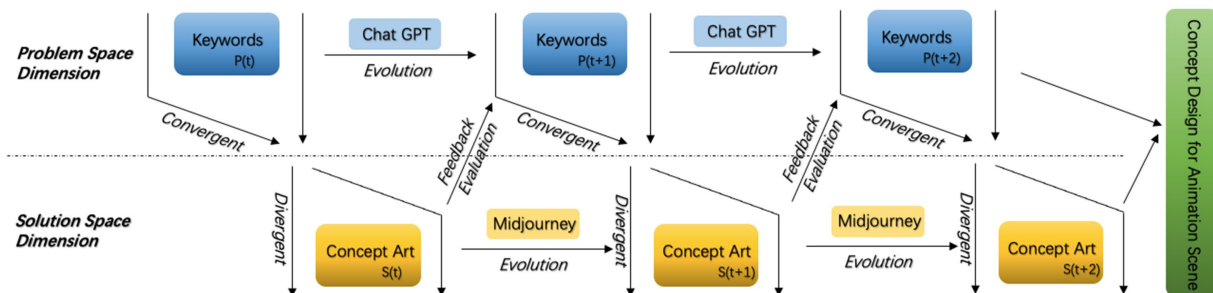 Problem Space
Dimension
Keywords
P(t)
Chat GPT
Evolution
Keywords
P(t+1)
Chat GPT
Evolution
Keywords
P(t+2)
Convergent
Feedback
Evaluation
Convergent
Feedback
Evaluation
Convergent
Solution Space
Dimension
Divergent
Concept Art
S(t)
Midjourney
Evolution
Divergent
Concept Art
S(t+1)
Midjourney
Evolution
Divergent
Concept Art
S(t+2)
Concept Design for Animation Scene